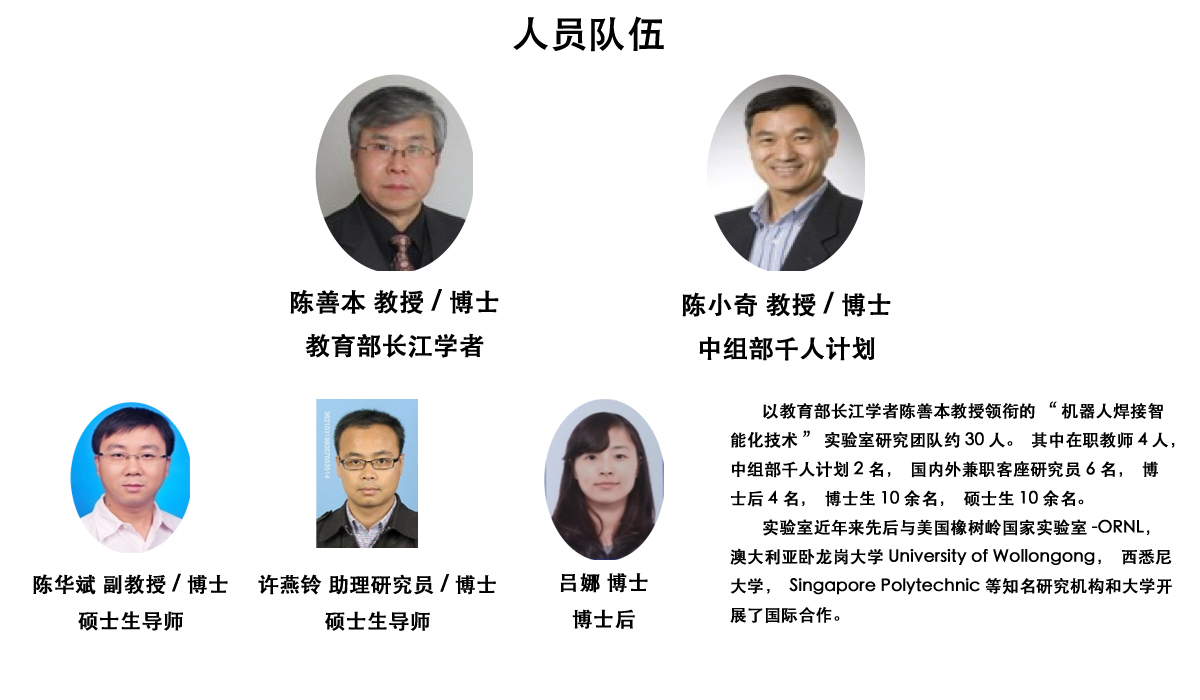 人员队伍
陈善本 教授 / 博士
教育部长江学者
陈小奇 教授 / 博士
中组部千人计划
陈华斌 副教授 / 博士
硕士生导师
许燕铃 助理研究员 / 博士
硕士生导师
吕娜 博士
博士后
以教育部长江学者陈善本教授领衔的 “ 机器人焊接智
能化技术 ” 实验室研究团队约 30 人。 其中在职教师 4 人，
中组部千人计划 2 名， 国内外兼职客座研究员 6 名， 博
士后 4 名， 博士生 10 余名， 硕士生 10 余名。
实验室近年来先后与美国橡树岭国家实验室 -ORNL，
澳大利亚卧龙岗大学 University of Wollongong， 西悉尼
大学， Singapore Polytechnic 等知名研究机构和大学开
展了国际合作。